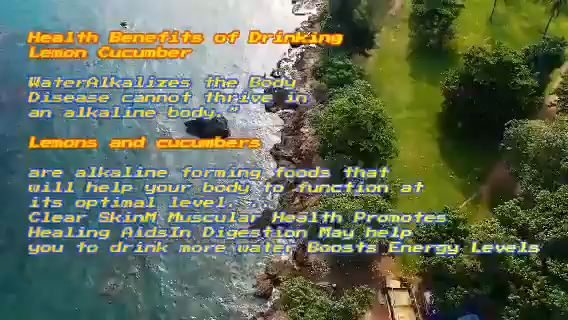 Health Benefits of Drinking
Lemon Cucumber
WaterAlkalizes the Body
Disease cannot thrive in
an alkaline body."
Lemons and cucumbers
are alkaline forming foods that
will help your body to function at
its optimal level. ...
Clear SkinM Muscular Health Promotes
Healing AidsIn Digestion May help
you to drink more water Boosts Energy Levels